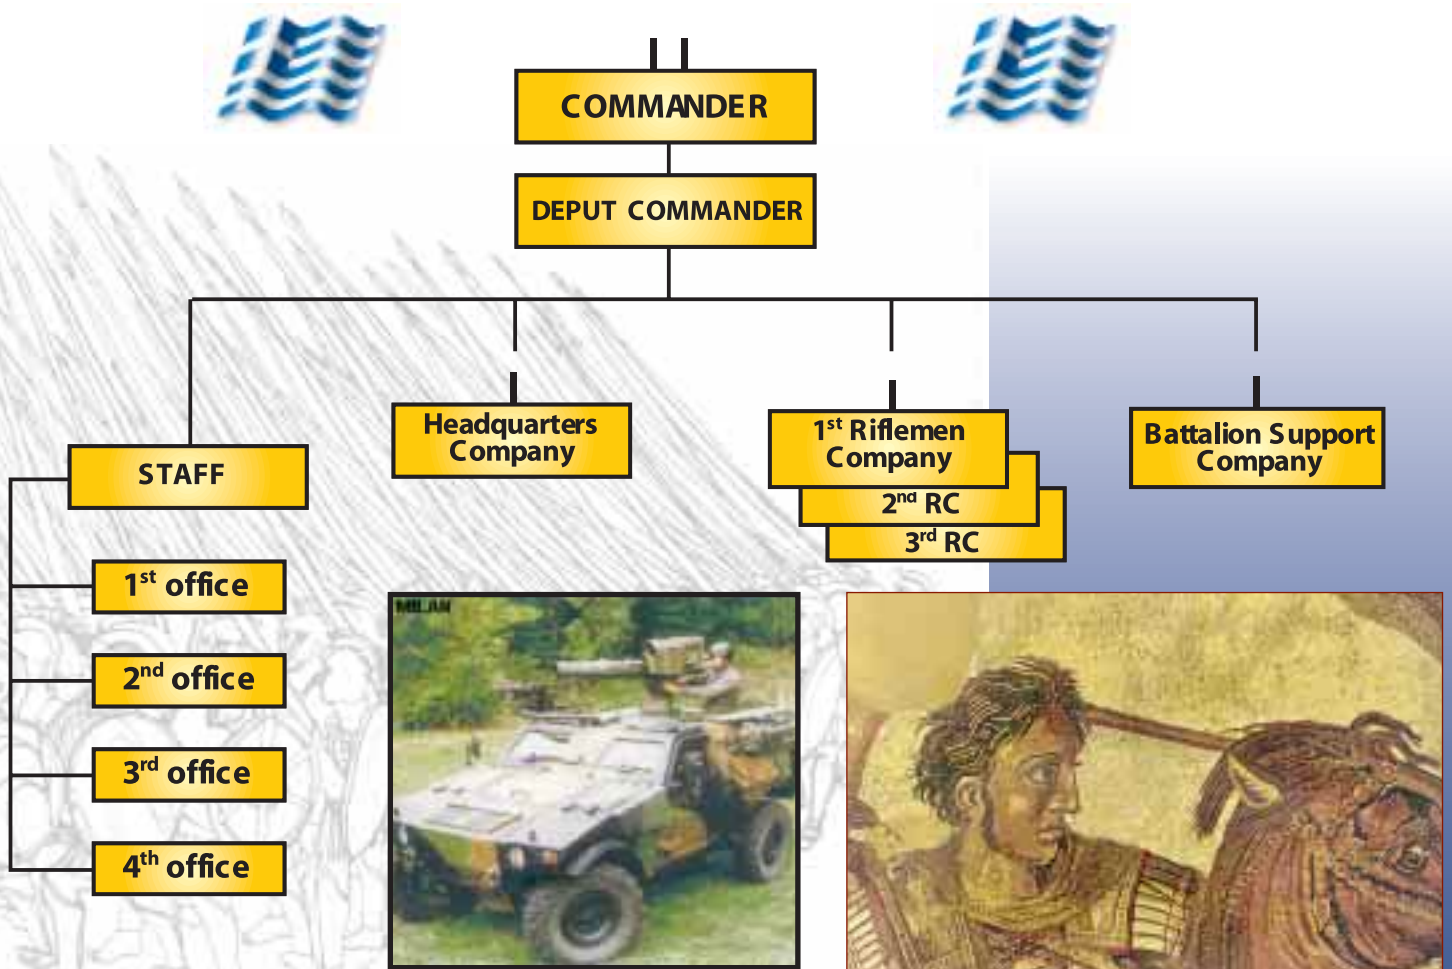 COMMANDER
DEPUT COMMANDER
STAFF
Headquarters
Company
1st Riflemen
Company
2nd RC
3rd RC
Battalion Support
Company
1st office
2nd office
3rd office
4th office
MILAN